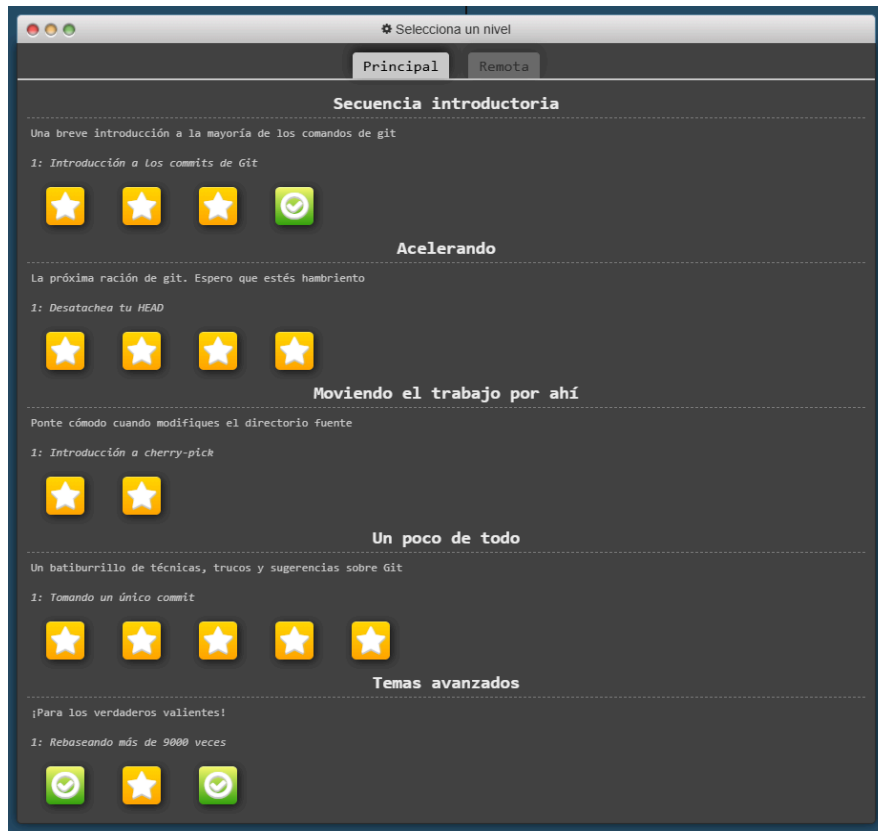 Selecciona un nivel
Principal
Remota
Secuencia introductoria
Una breve introducción a la mayoría de los comandos de git
1: Introducción a los commits de Git
Acelerando
La próxima ración de git. Espero que estés hambriento
1: Desatachea tu HEAD
Moviendo el trabajo por ahí
Ponte cómodo cuando modifiques el directorio fuente
1: Introducción a cherry-pick
Un poco de todo
Un batiburrillo de técnicas, trucos y sugerencias sobre Git
1: Tomando un único commit
Temas avanzados
¡Para los verdaderos valientes!
1: Rebaseando más de 9000 veces